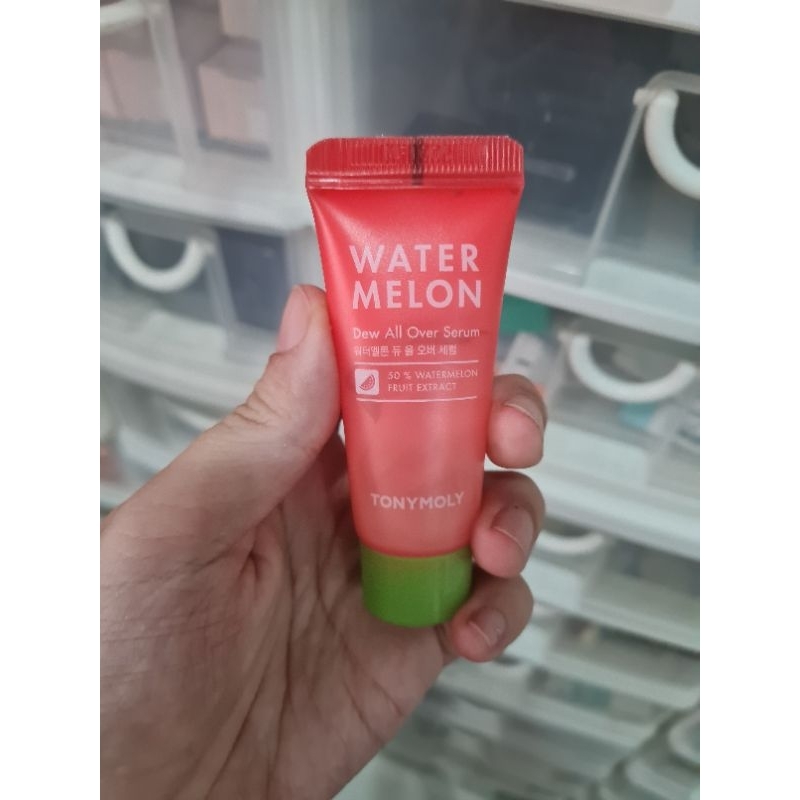 WATER
MELON
Dew All Over Serum
워터멜론 듀 올 오버 세럼
50 % WATERMELON
FRUIT EXTRACT
TONYMOLY